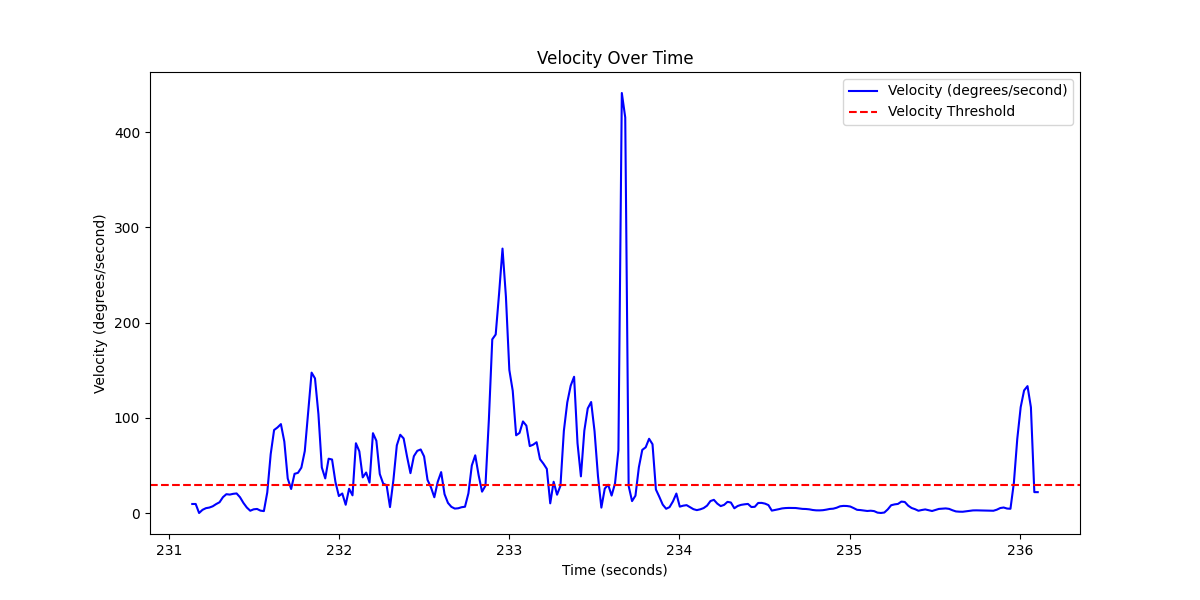 Velocity Over Time
Velocity (degrees/second)
Velocity Threshold
Velocity (degrees/second)
400
300
200
100
0
231
232
233
234
235
236
Time (seconds)